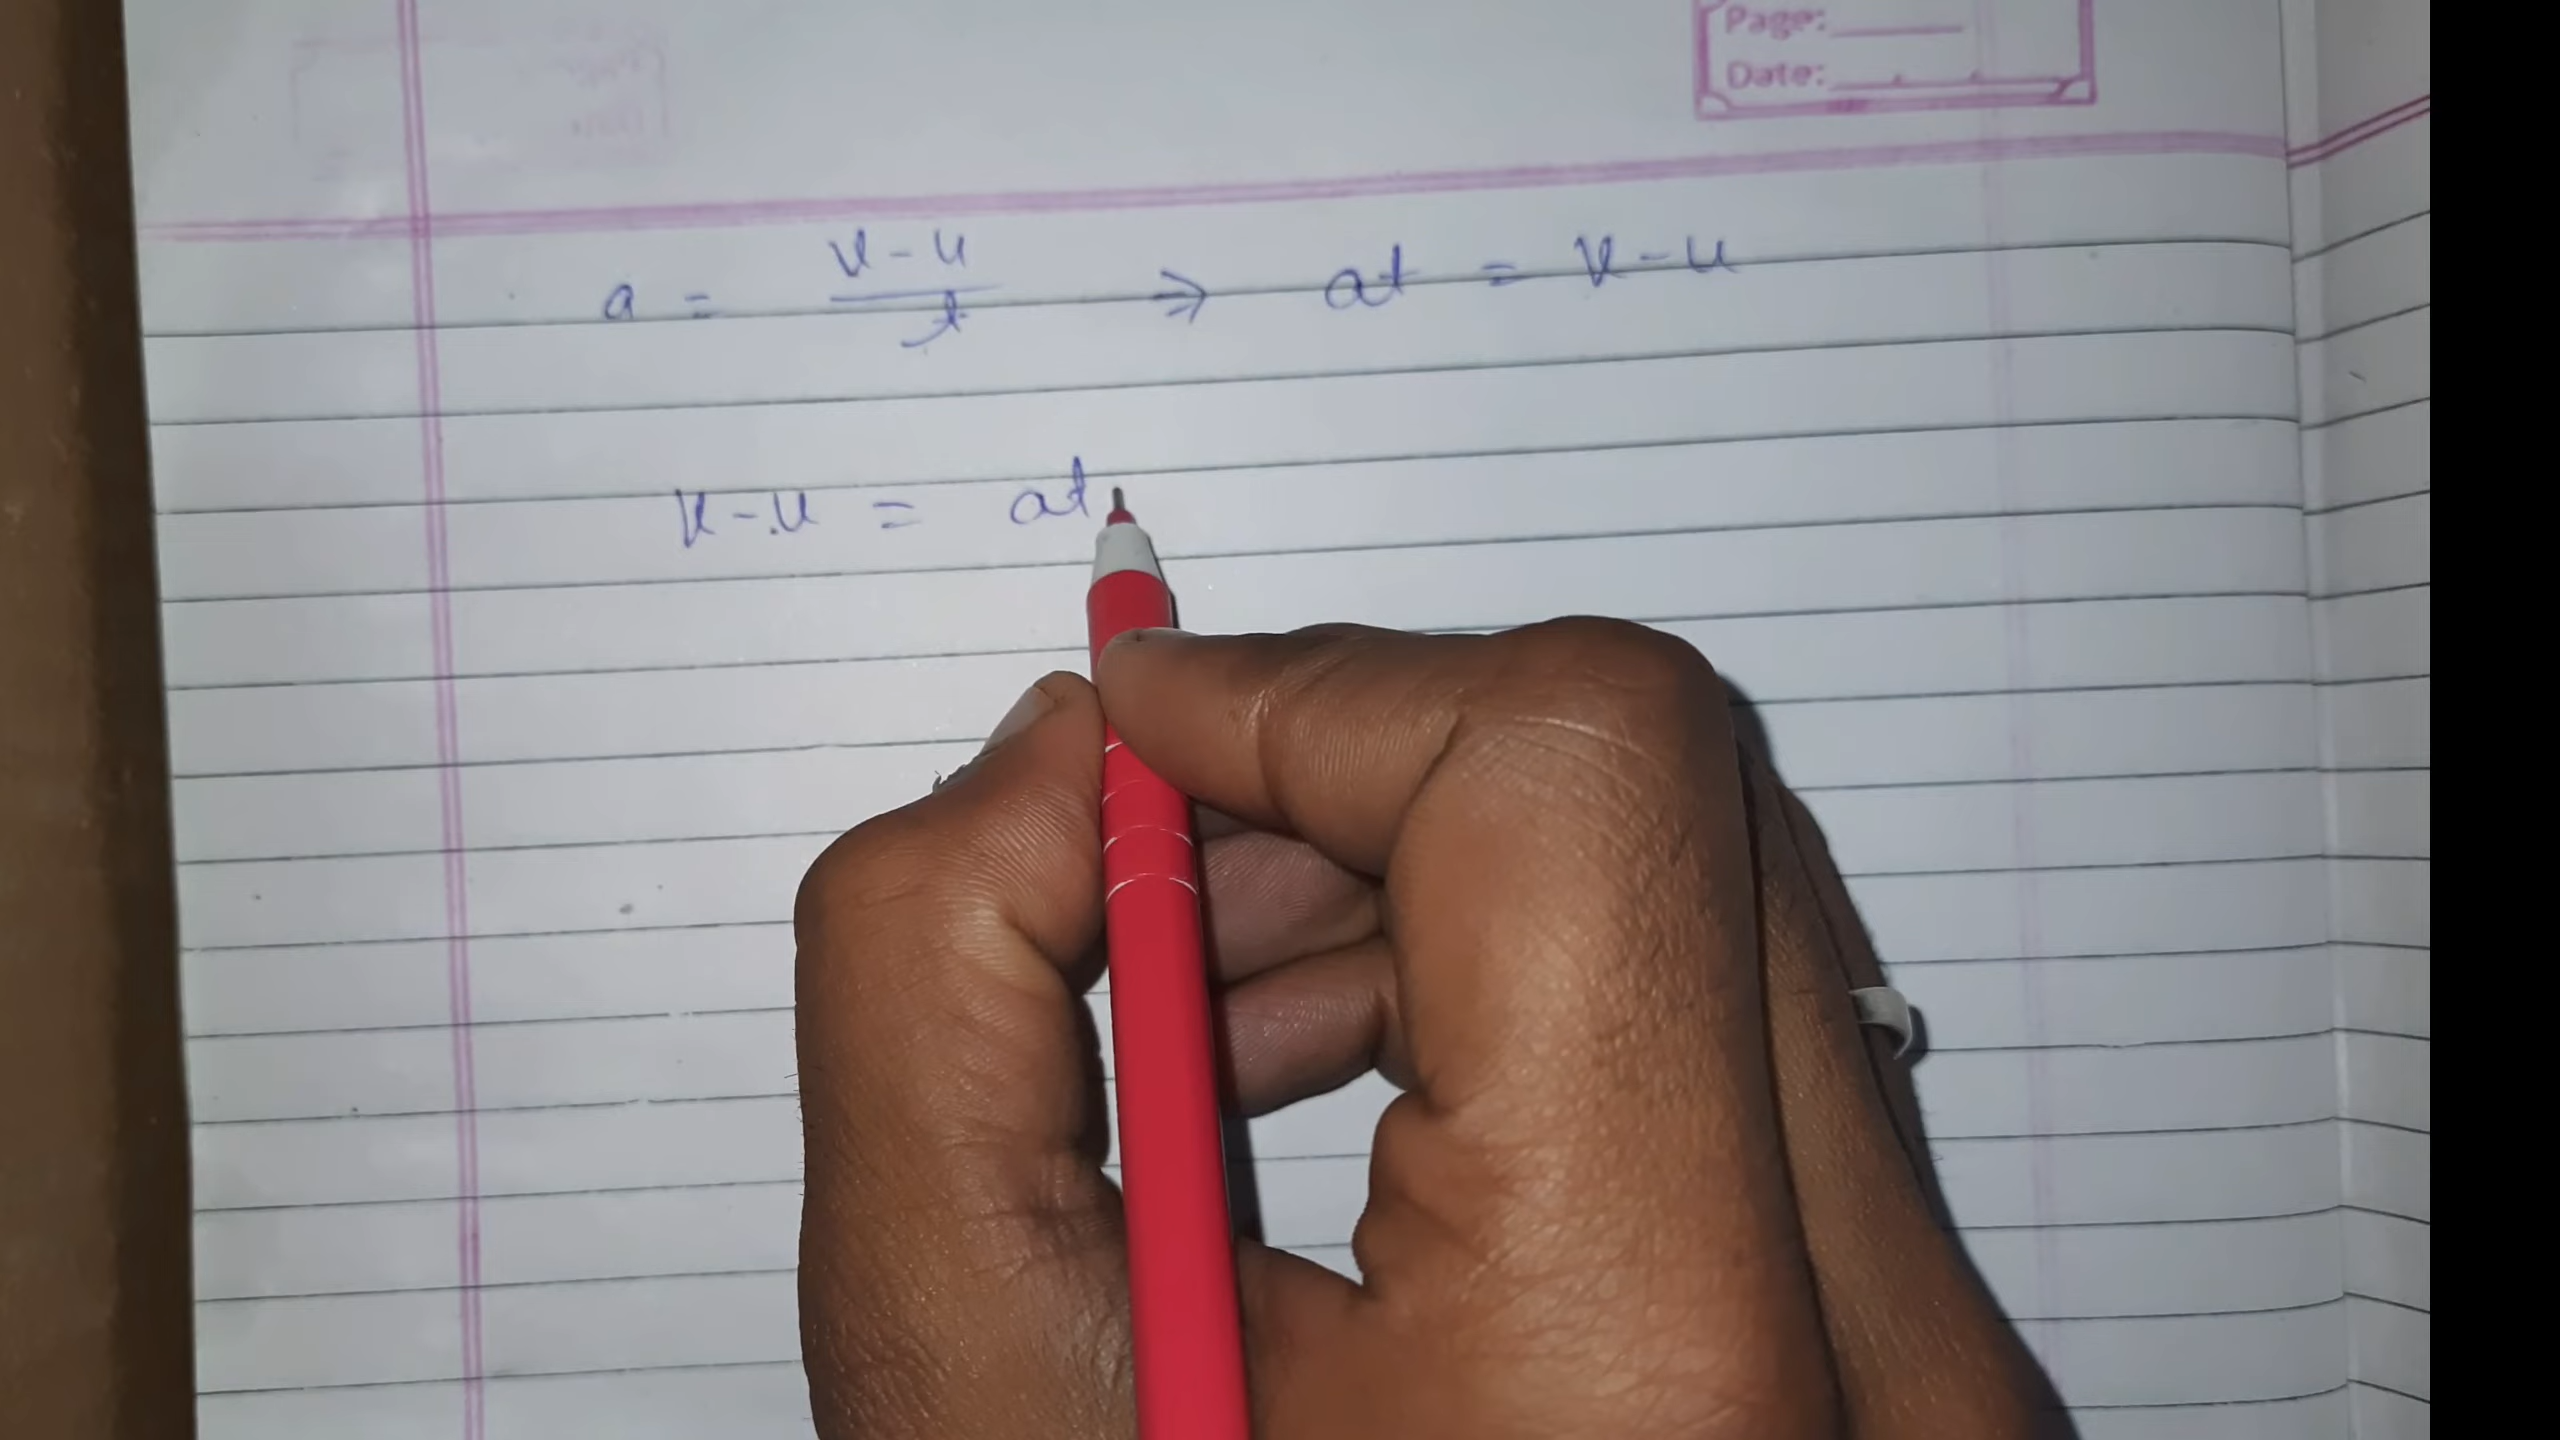 Page:
Date:
a = v - u / t ⇒ at = v - u
v - u = at